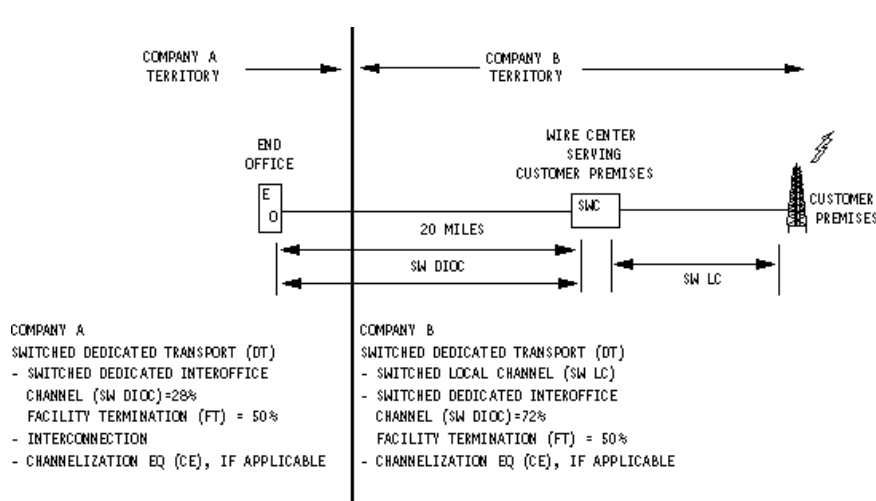 COMPANY A
TERRITORY
COMPANY B
TERRITORY
END
OFFICE
WIRE CENTER
SERVING
CUSTOMER PREMISES
E
O
SWC
CUSTOMER
PREMISES
20 MILES
SW DIOC
SW LC
COMPANY A
SWITCHED DEDICATED TRANSPORT (DT)
- SWITCHED DEDICATED INTEROFFICE
CHANNEL (SW DIOC)=28%
FACILITY TERMINATION (FT) = 50%
- INTERCONNECTION
- CHANNELIZATION EQ (CE), IF APPLICABLE
COMPANY B
SWITCHED DEDICATED TRANSPORT (DT)
- SWITCHED LOCAL CHANNEL (SW LC)
- SWITCHED DEDICATED INTEROFFICE
CHANNEL (SW DIOC)=72%
FACILITY TERMINATION (FT) = 50%
- CHANNELIZATION EQ (CE), IF APPLICABLE